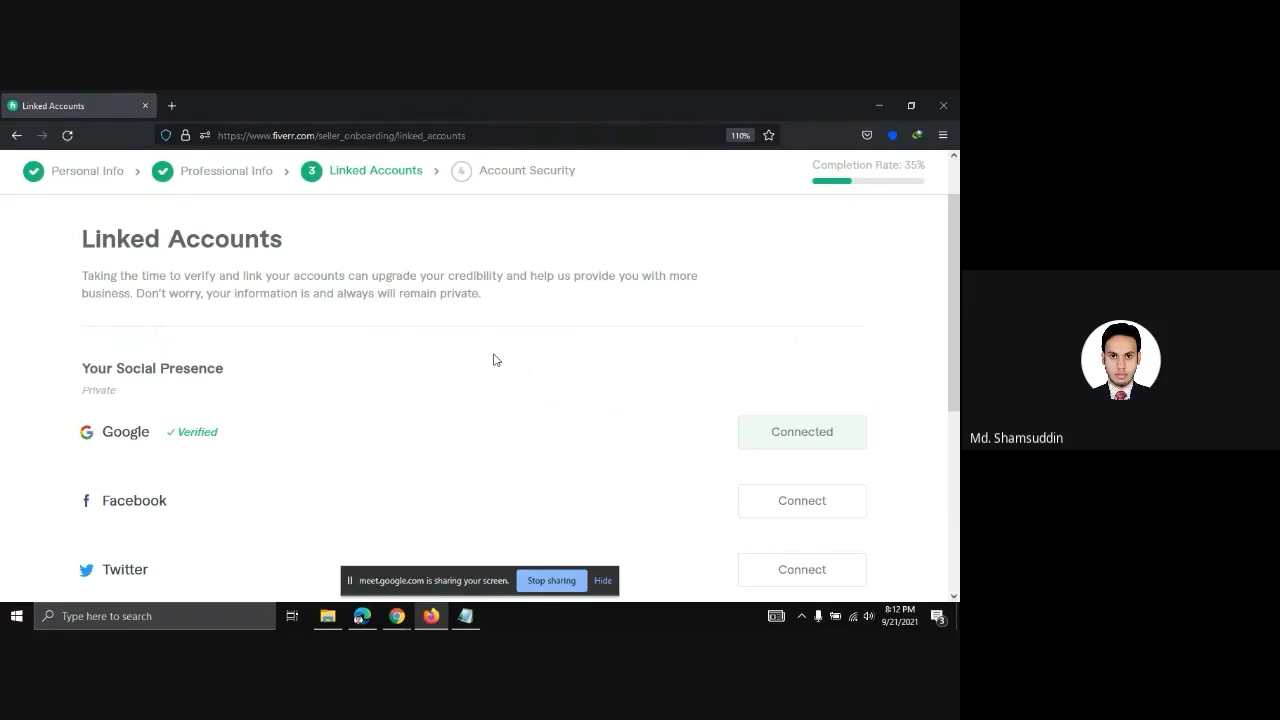 Linked Accounts
https://www.fiverr.com/seller_onboarding/linked_accounts
110%
Personal Info
Professional Info
3 Linked Accounts
4 Account Security
Completion Rate: 35%
Linked Accounts
Taking the time to verify and link your accounts can upgrade your credibility and help us provide you with more
business. Don't worry, your information is and always will remain private.
Your Social Presence
Private
Google Verified Connected
Facebook Connect
Twitter Connect
meet.google.com is sharing your screen. Stop sharing Hide
Type here to search
8:12 PM
9/21/2021
3
Md. Shamsuddin